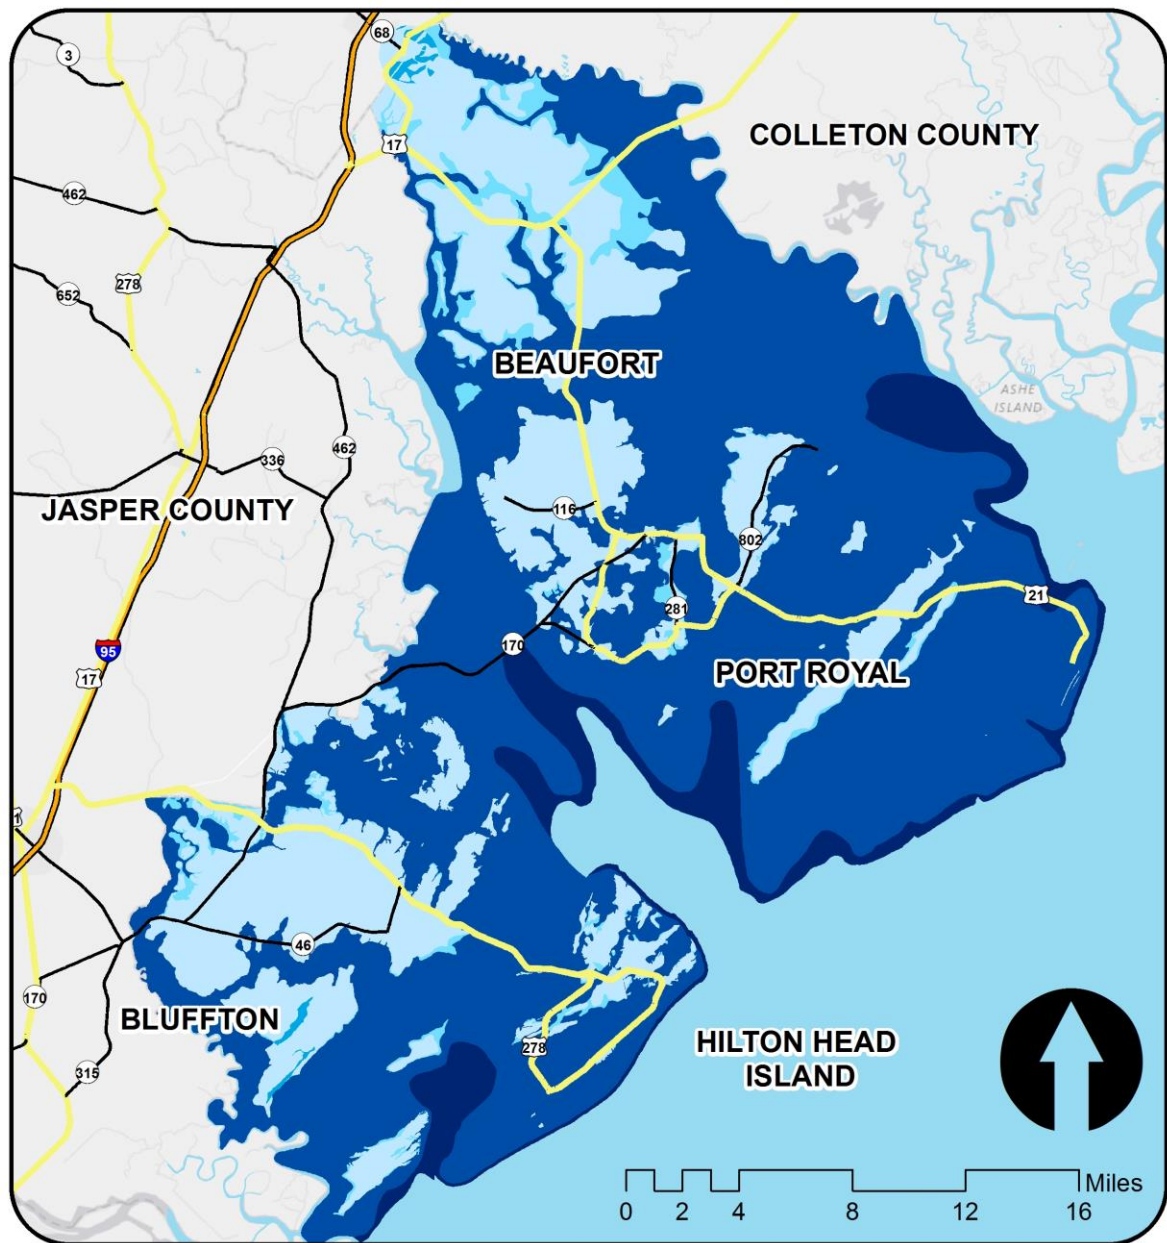 68
3
17
COLLETON COUNTY
462
278
652
BEAUFORT
ASHE
ISLAND
462
336
JASPER COUNTY
116
802
21
281
170
95
17
PORT ROYAL
1
46
170
BLUFFTON
278
HILTON HEAD
ISLAND
315
Miles
0 2 4 8 12 16